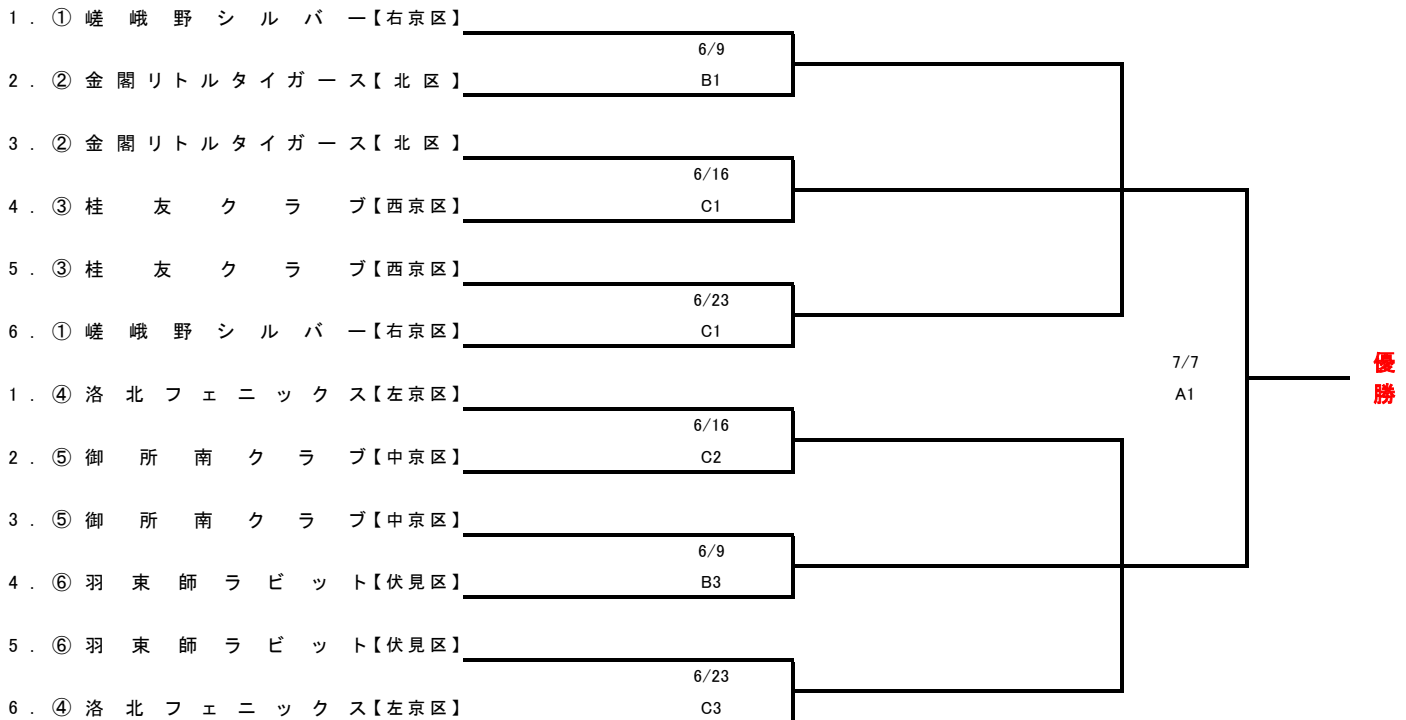 1. ① 嵯峨野シルバー【右京区】
6/9
2. ② 金閣リトルタイガース【北区】
B1
3. ② 金閣リトルタイガース【北区】
6/16
4. ③ 桂友クラブ【西京区】
C1
5. ③ 桂友クラブ【西京区】
6/23
6. ① 嵯峨野シルバー【右京区】
C1
7/7
優
1. ④ 洛北フェニックス【左京区】
A1
勝
6/16
2. ⑤ 御所南クラブ【中京区】
C2
3. ⑤ 御所南クラブ【中京区】
6/9
4. ⑥ 羽束師ラビット【伏見区】
B3
5. ⑥ 羽束師ラビット【伏見区】
6/23
6. ④ 洛北フェニックス【左京区】
C3